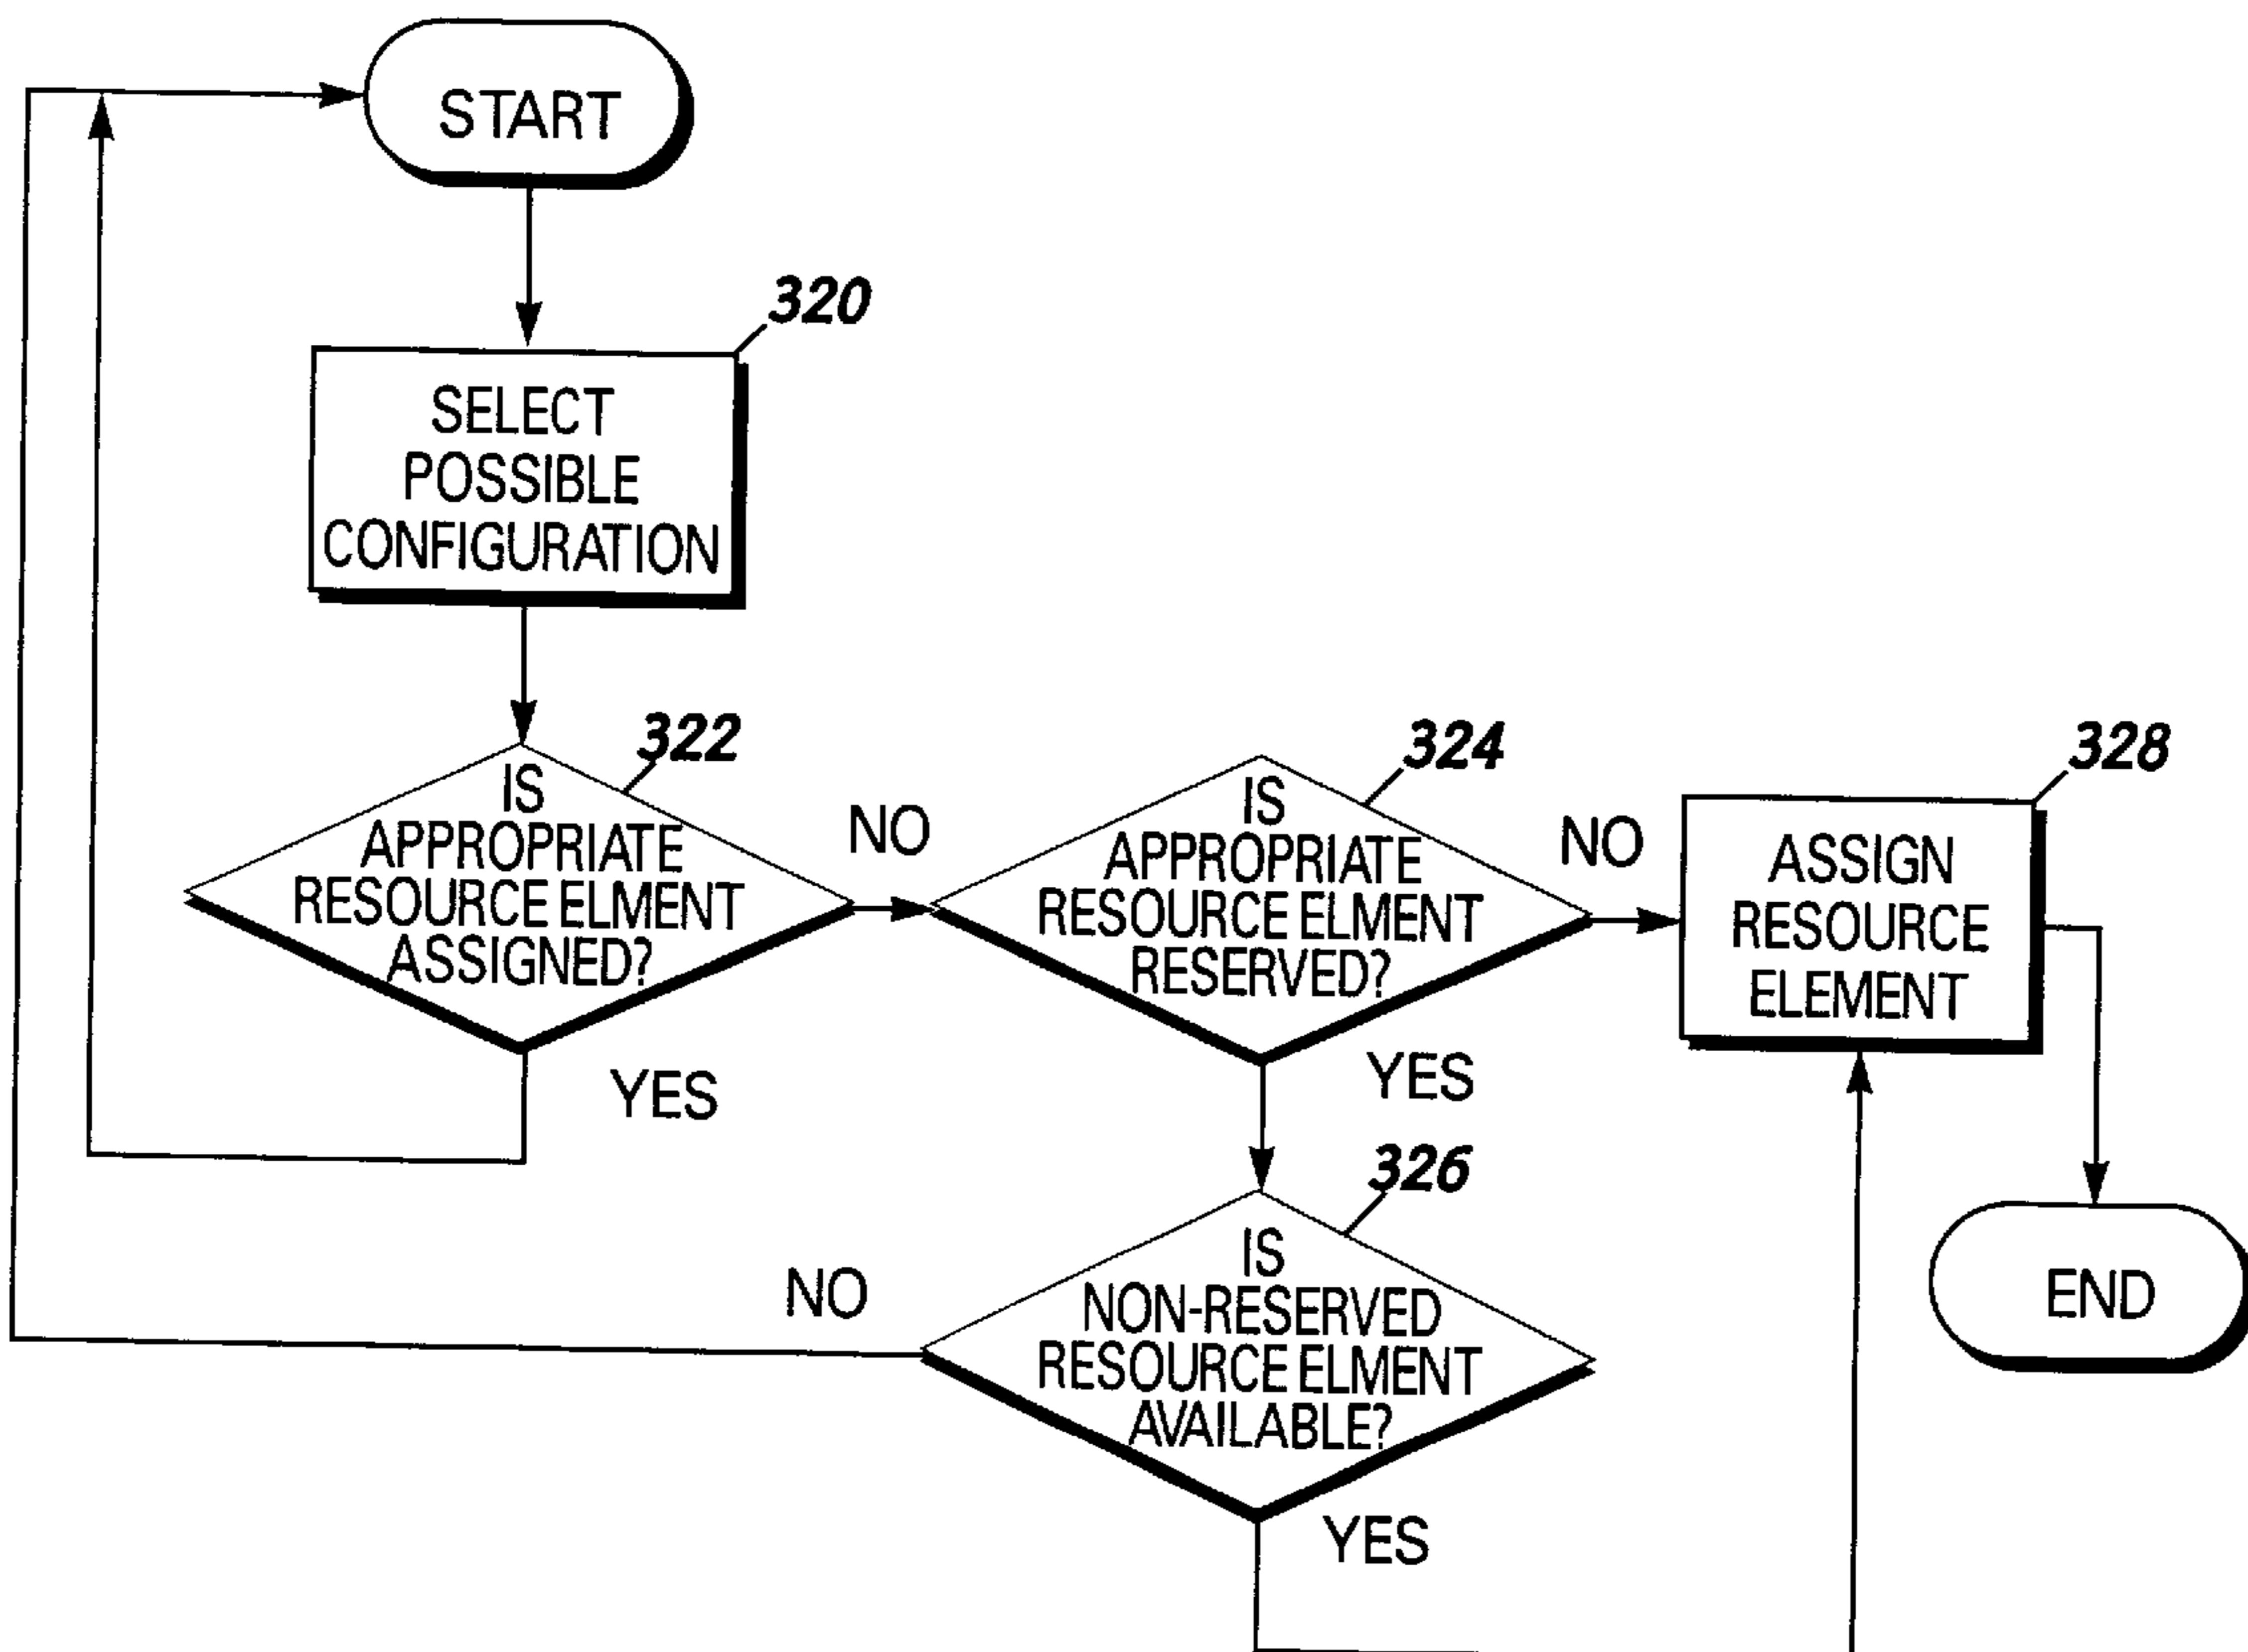 START
320
SELECT
POSSIBLE
CONFIGURATION
322
IS
APPROPRIATE
RESOURCE ELMENT
ASSIGNED?
NO
YES
324
IS
APPROPRIATE
RESOURCE ELMENT
RESERVED?
NO
YES
328
ASSIGN
RESOURCE
ELEMENT
326
IS
NON-RESERVED
RESOURCE ELMENT
AVAILABLE?
NO
YES
END